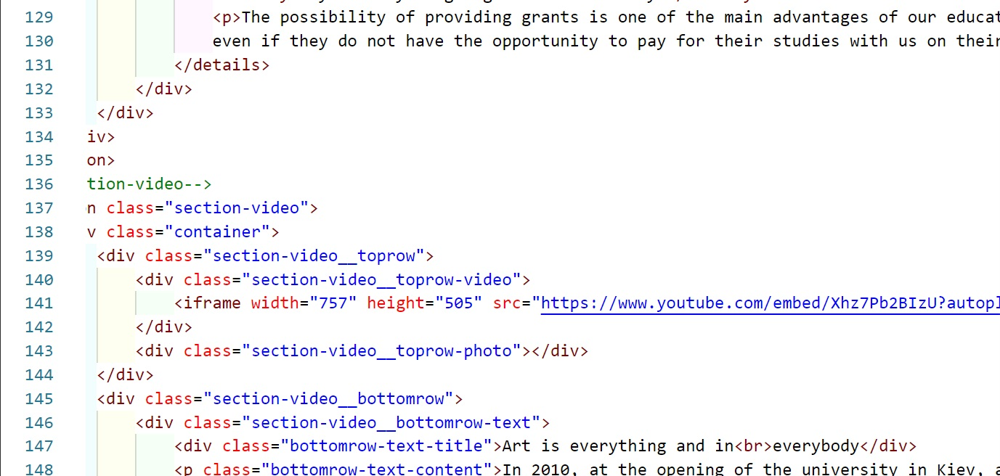 129 <p>The possibility of providing grants is one of the main advantages of our educat
130 even if they do not have the opportunity to pay for their studies with us on their
131 </details>
132 </div>
133 </div>
134 iv>
135 on>
136 tion-video-->
137 n class="section-video">
138 v class="container">
139 <div class="section-video__toprow">
140 <div class="section-video__toprow-video">
141 <iframe width="757" height="505" src="https://www.youtube.com/embed/Xhz7Pb2BIzU?autopl
142 </div>
143 <div class="section-video__toprow-photo"></div>
144 </div>
145 <div class="section-video__bottomrow">
146 <div class="section-video__bottomrow-text">
147 <div class="bottomrow-text-title">Art is everything and in<br>everybody</div>
148 <p class="bottomrow-text-content">In 2010, at the opening of the university in Kiev, a